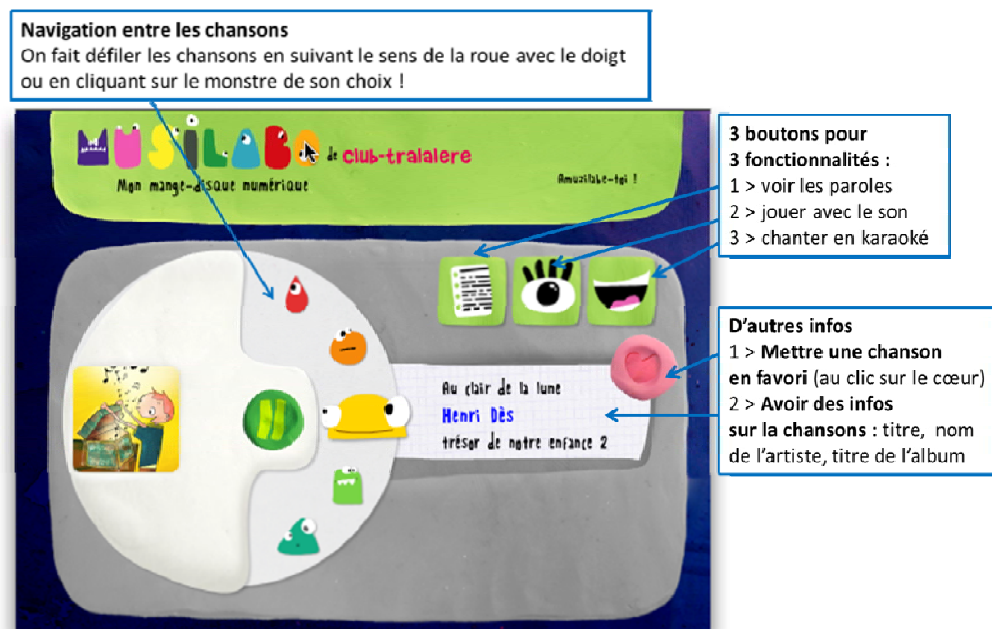 Navigation entre les chansons
On fait défiler les chansons en suivant le sens de la roue avec le doigt
ou en cliquant sur le monstre de son choix !
MUSILABO de club-tralalere
Mon mange-disque numérique
Amuzilabe-toi !
3 boutons pour
3 fonctionnalités :
1 > voir les paroles
2 > jouer avec le son
3 > chanter en karaoké
Au clair de la lune
Henri Dès
trésor de notre enfance 2
D'autres infos
1 > Mettre une chanson
en favori (au clic sur le cœur)
2 > Avoir des infos
sur la chansons : titre, nom
de l'artiste, titre de l'album